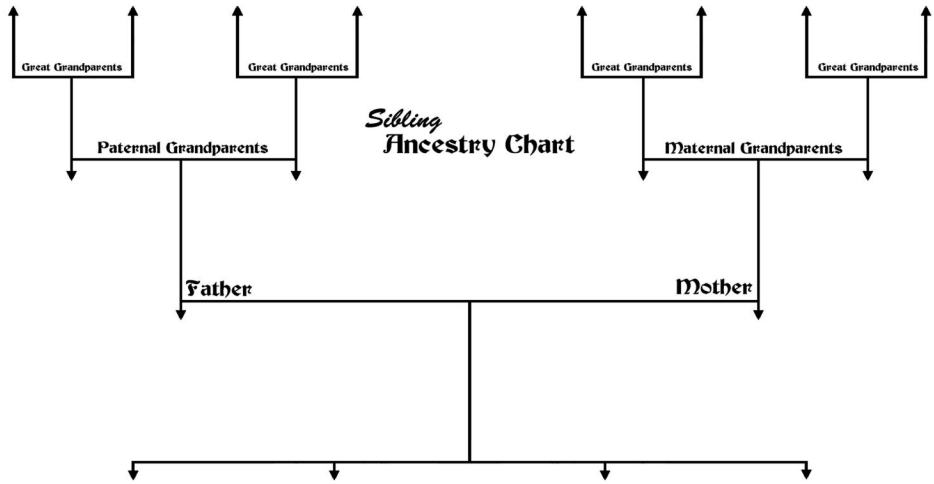 Great Grandparents
Great Grandparents
Great Grandparents
Great Grandparents
Sibling
Ancestry Chart
Paternal Grandparents
Maternal Grandparents
Father
Mother